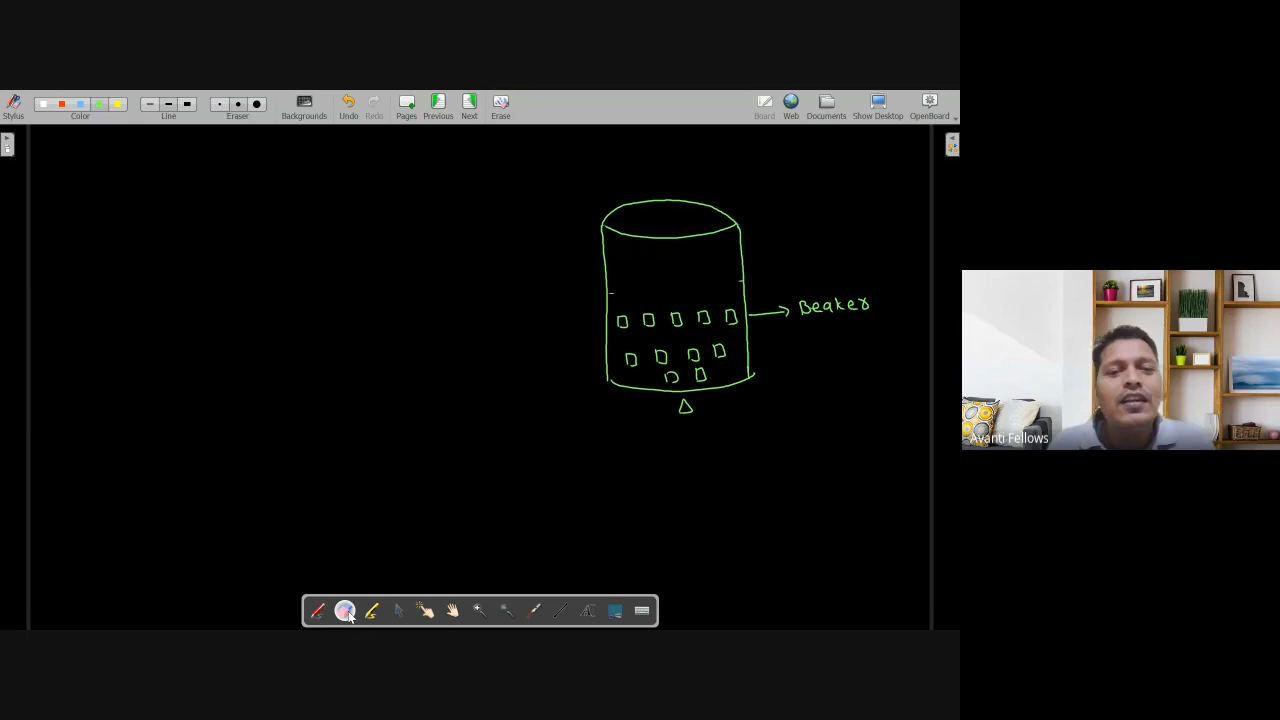 Stylus
Color
Line
Eraser
Backgrounds
Undo
Redo
Pages
Previous
Next
Erase
Board
Web
Documents
Show Desktop
OpenBoard
Beaker
Δ
Avanti Fellows